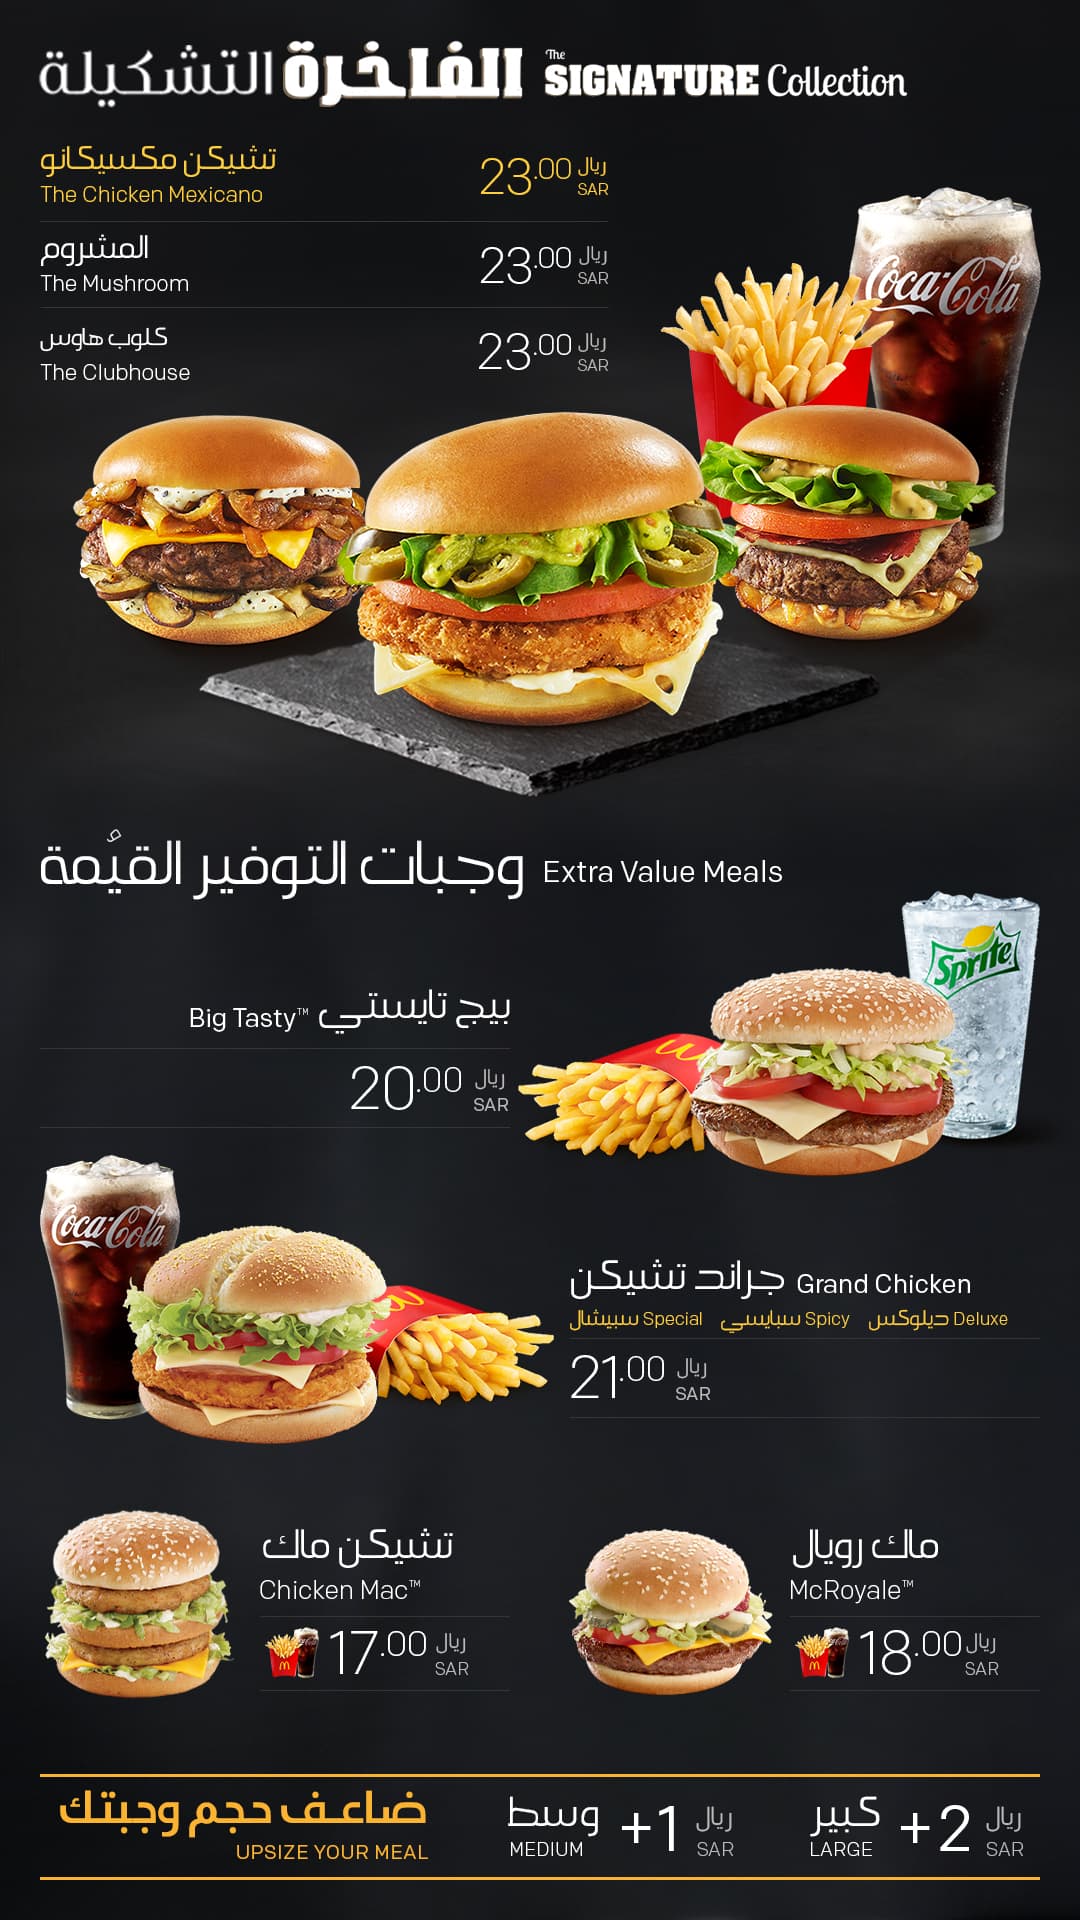 التشكيلة الفاخرة The SIGNATURE Collection
تشيكن مكسيكانو
The Chicken Mexicano
23.00 ريال SAR
المشروم
The Mushroom
23.00 ريال SAR
كلوب هاوس
The Clubhouse
23.00 ريال SAR
Coca-Cola
وجبات التوفير القيّمة Extra Value Meals
Sprite
بيج تايستي Big Tasty™
20.00 ريال SAR
Coca-Cola
جراند تشيكن Grand Chicken
سبيشال Special سبايسي Spicy ديلوكس Deluxe
21.00 ريال SAR
تشيكن ماك
Chicken Mac™
17.00 ريال SAR
ماك رويال
McRoyale™
18.00 ريال SAR
ضاعف حجم وجبتك
UPSIZE YOUR MEAL
وسط
MEDIUM
+1 ريال SAR
كبير
LARGE
+2 ريال SAR